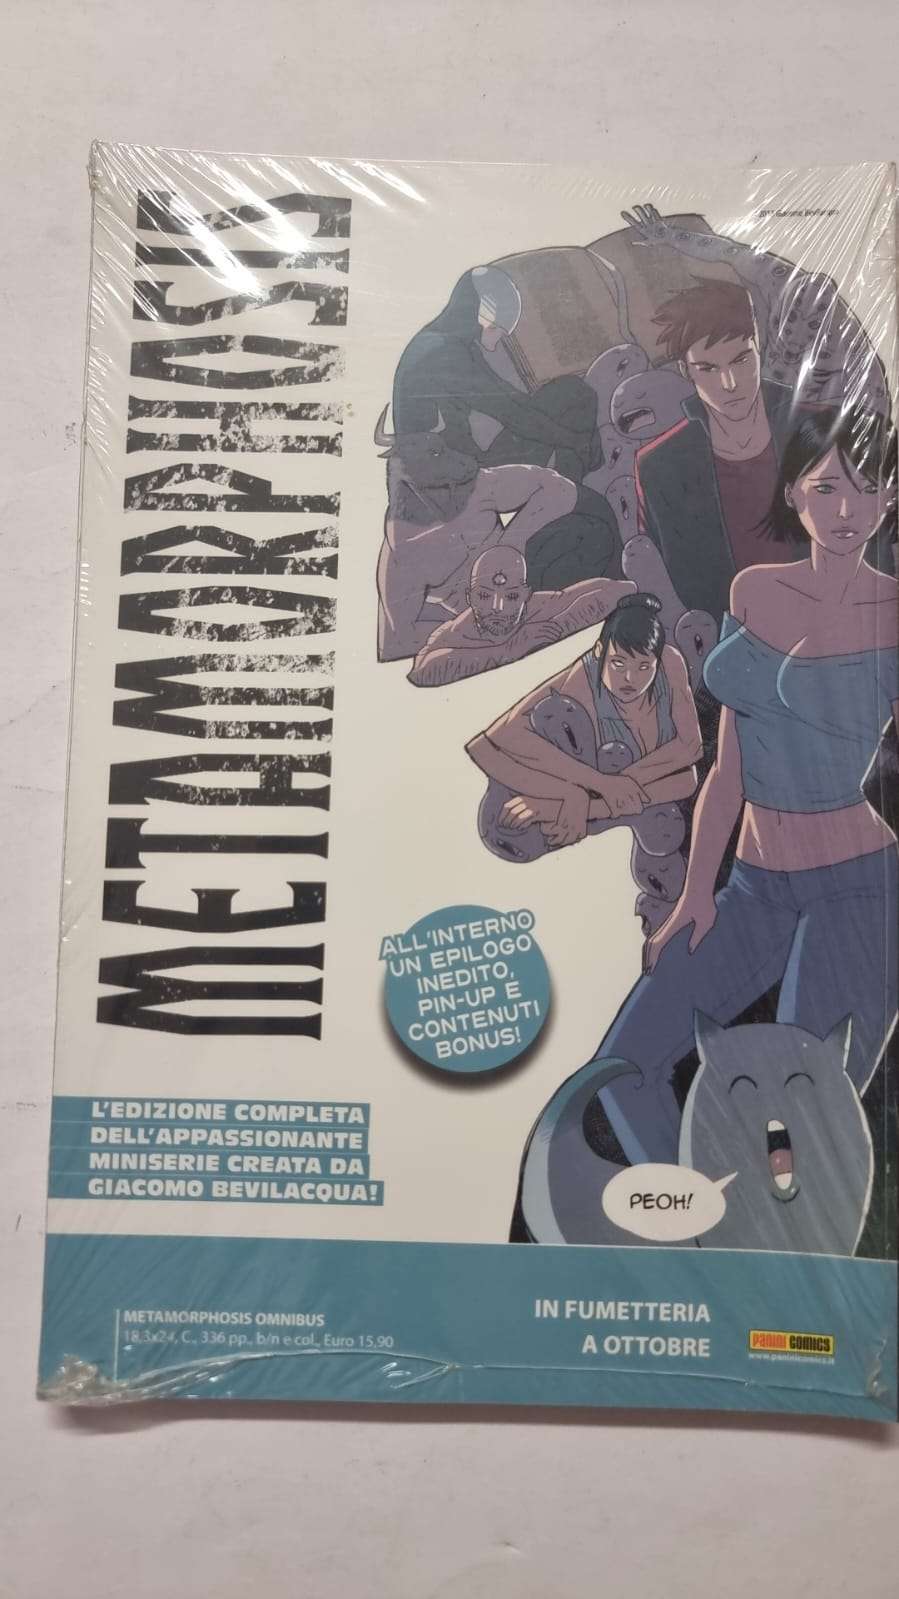 METAMORPHOSIS
ALL'INTERNO
UN EPILOGO
INEDITO,
PIN-UP E
CONTENUTI
BONUS!
L'EDIZIONE COMPLETA
DELL'APPASSIONANTE
MINISERIE CREATA DA
GIACOMO BEVILACQUA!
PEOH!
METAMORPHOSIS OMNIBUS
18,3x24, C., 336 pp., b/n e col., Euro 15,90
IN FUMETTERIA
A OTTOBRE
PANINI COMICS
www.paninicomics.it